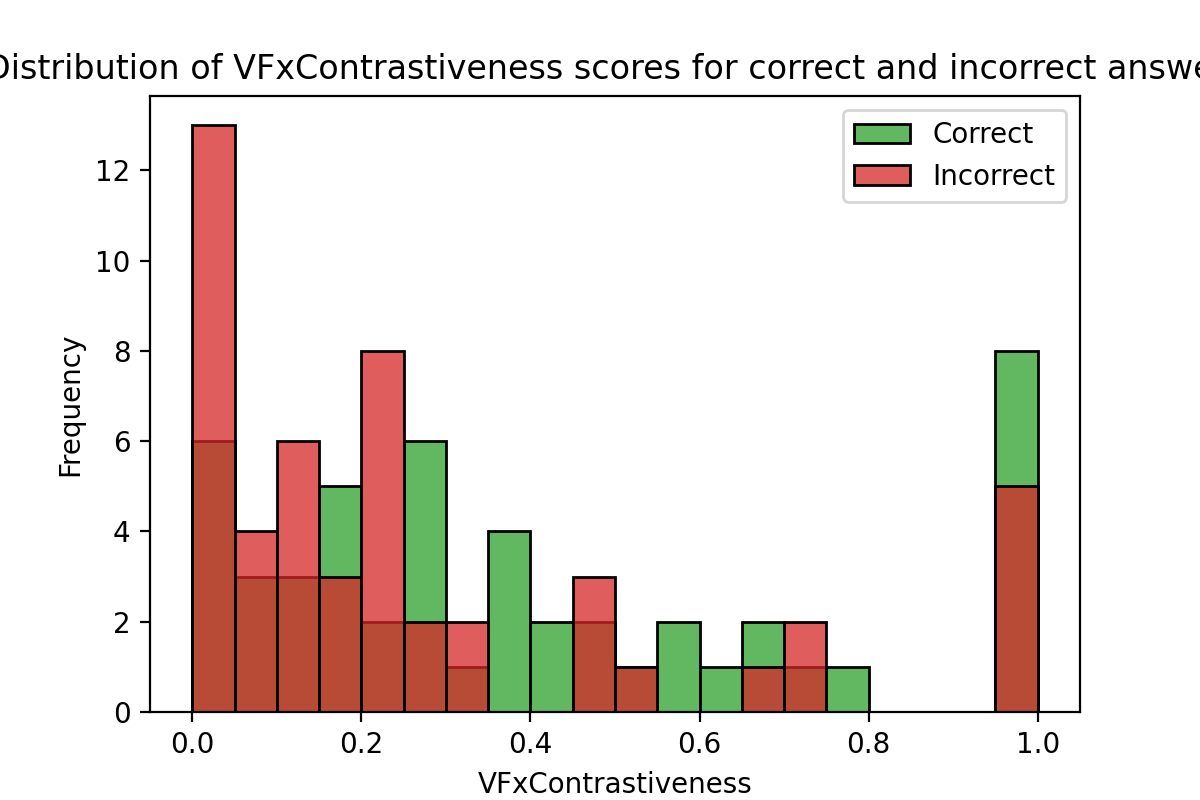 Distribution of VFxContrastiveness scores for correct and incorrect answe
Correct
Incorrect
12
10
8
6
4
2
0
Frequency
0.0 0.2 0.4 0.6 0.8 1.0
VFxContrastiveness